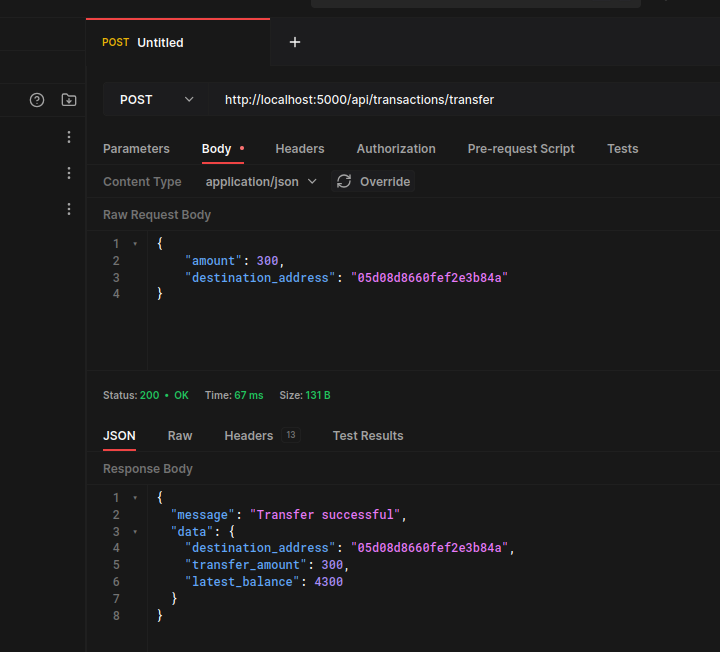 POST Untitled
POST http://localhost:5000/api/transactions/transfer
Parameters Body Headers Authorization Pre-request Script Tests
Content Type application/json Override
Raw Request Body
1 {
2 "amount": 300,
3 "destination_address": "05d08d8660fef2e3b84a"
4 }
Status: 200 • OK Time: 67 ms Size: 131 B
JSON Raw Headers 13 Test Results
Response Body
1 {
2 "message": "Transfer successful",
3 "data": {
4 "destination_address": "05d08d8660fef2e3b84a",
5 "transfer_amount": 300,
6 "latest_balance": 4300
7 }
8 }